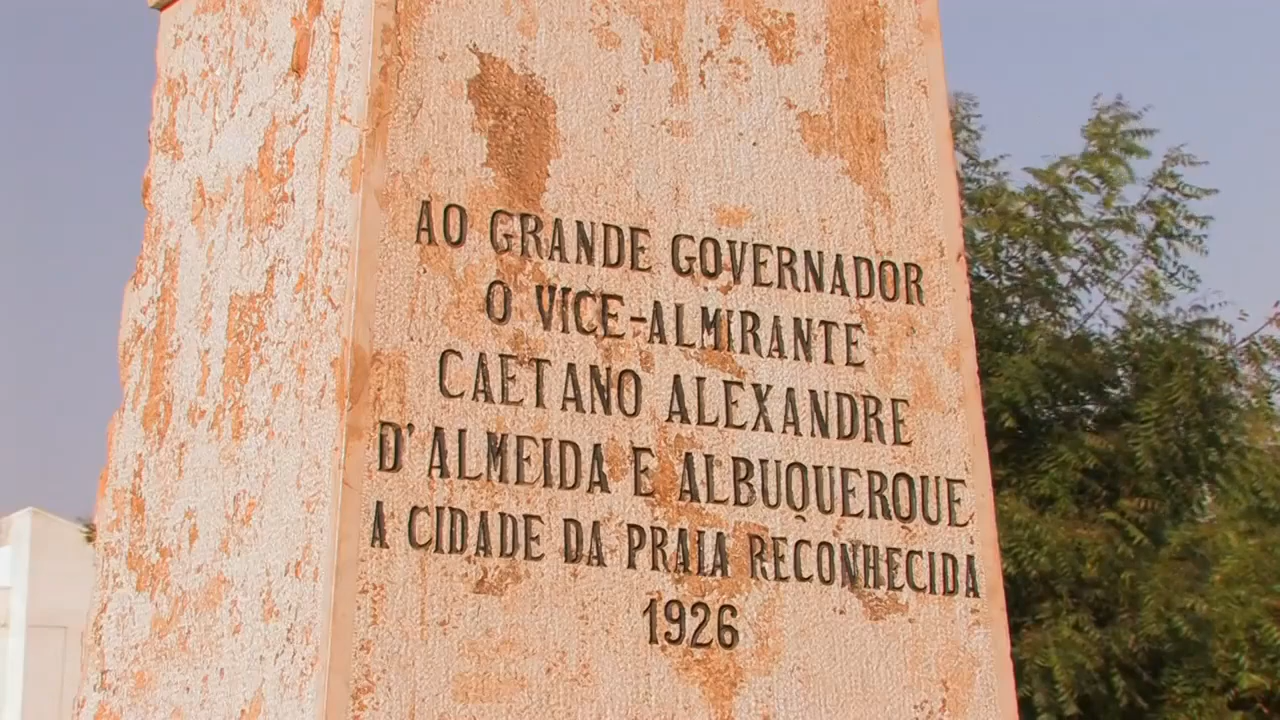 AO GRANDE GOVERNADOR
O VICE-ALMIRANTE
CAETANO ALEXANDRE
D'ALMEIDA E ALBUQUERQUE
A CIDADE DA PRAIA RECONHECIDA
1926